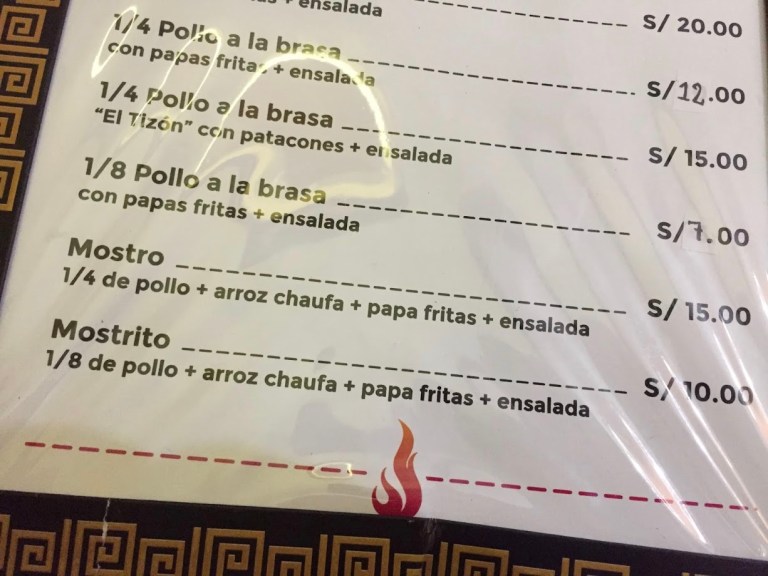 + ensalada
S/ 20.00
1/4 Pollo a la brasa
con papas fritas + ensalada
S/12.00
1/4 Pollo a la brasa
"El Tizón" con patacones + ensalada
S/ 15.00
1/8 Pollo a la brasa
con papas fritas + ensalada
S/7.00
Mostro
1/4 de pollo + arroz chaufa + papa fritas + ensalada
S/ 15.00
Mostrito
1/8 de pollo + arroz chaufa + papa fritas + ensalada
S/ 10.00